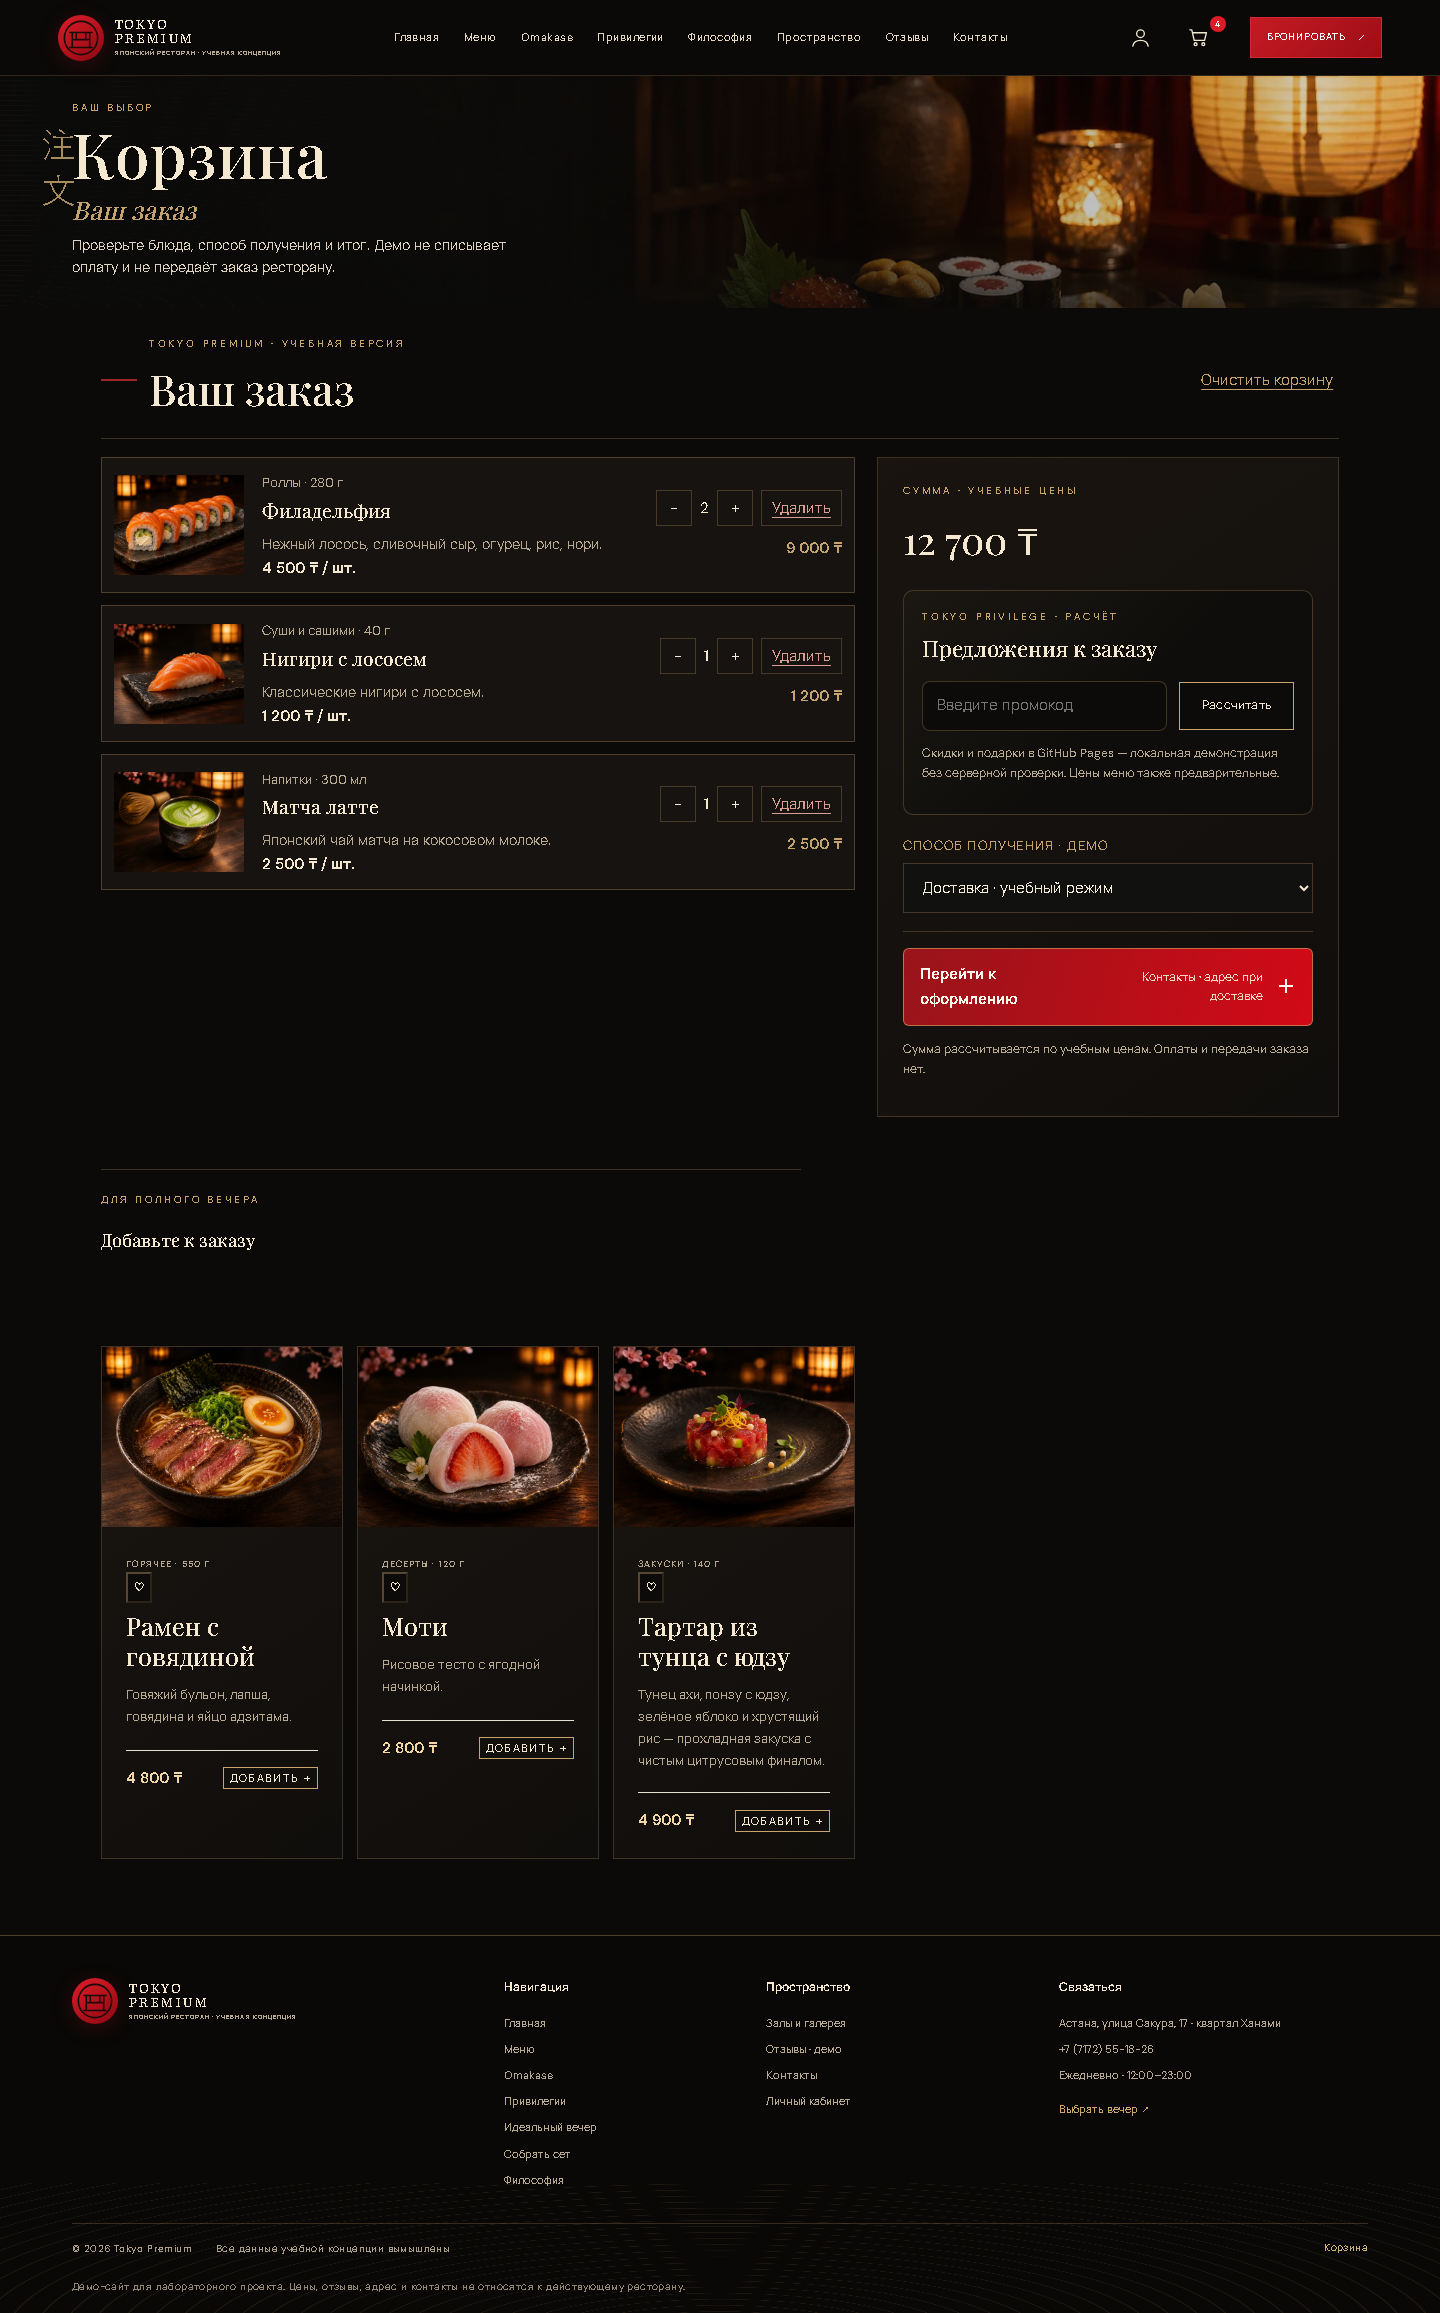 TOKYO
PREMIUM
ЯПОНСКИЙ РЕСТОРАН · УЧЕБНАЯ КОНЦЕПЦИЯ
Главная
Меню
Omakase
Привилегии
Философия
Пространство
Отзывы
Контакты
4
БРОНИРОВАТЬ ↗
ВАШ ВЫБОР
注文
Корзина
Ваш заказ
Проверьте блюда, способ получения и итог. Демо не списывает
оплату и не передаёт заказ ресторану.
TOKYO PREMIUM · УЧЕБНАЯ ВЕРСИЯ
Ваш заказ
Очистить корзину
Роллы · 280 г
Филадельфия
Нежный лосось, сливочный сыр, огурец, рис, нори.
4 500 ₸ / шт.
− 2 + Удалить
9 000 ₸
Суши и сашими · 40 г
Нигири с лососем
Классические нигири с лососем.
1 200 ₸ / шт.
− 1 + Удалить
1 200 ₸
Напитки · 300 мл
Матча латте
Японский чай матча на кокосовом молоке.
2 500 ₸ / шт.
− 1 + Удалить
2 500 ₸
СУММА · УЧЕБНЫЕ ЦЕНЫ
12 700 ₸
TOKYO PRIVILEGE · РАСЧЁТ
Предложения к заказу
Введите промокод
Рассчитать
Скидки и подарки в GitHub Pages — локальная демонстрация
без серверной проверки. Цены меню также предварительные.
СПОСОБ ПОЛУЧЕНИЯ · ДЕМО
Доставка · учебный режим
Перейти к
оформлению
Контакты · адрес при
доставке
+
Сумма рассчитывается по учебным ценам. Оплаты и передачи заказа
нет.
ДЛЯ ПОЛНОГО ВЕЧЕРА
Добавьте к заказу
ГОРЯЧЕЕ · 550 Г
♡
Рамен с
говядиной
Говяжий бульон, лапша,
говядина и яйцо адзитама.
4 800 ₸
ДОБАВИТЬ +
ДЕСЕРТЫ · 120 Г
♡
Моти
Рисовое тесто с ягодной
начинкой.
2 800 ₸
ДОБАВИТЬ +
ЗАКУСКИ · 140 Г
♡
Тартар из
тунца с юдзу
Тунец ахи, понзу с юдзу,
зелёное яблоко и хрустящий
рис — прохладная закуска с
чистым цитрусовым финалом.
4 900 ₸
ДОБАВИТЬ +
TOKYO
PREMIUM
ЯПОНСКИЙ РЕСТОРАН · УЧЕБНАЯ КОНЦЕПЦИЯ
Навигация
Главная
Меню
Omakase
Привилегии
Идеальный вечер
Собрать сет
Философия
Пространство
Залы и галерея
Отзывы · демо
Контакты
Личный кабинет
Связаться
Астана, улица Сакура, 17 · квартал Ханами
+7 (7172) 55-18-26
Ежедневно · 12:00–23:00
Выбрать вечер ↗
© 2026 Tokyo Premium
Все данные учебной концепции вымышлены
Корзина
Демо-сайт для лабораторного проекта. Цены, отзывы, адрес и контакты не относятся к действующему ресторану.